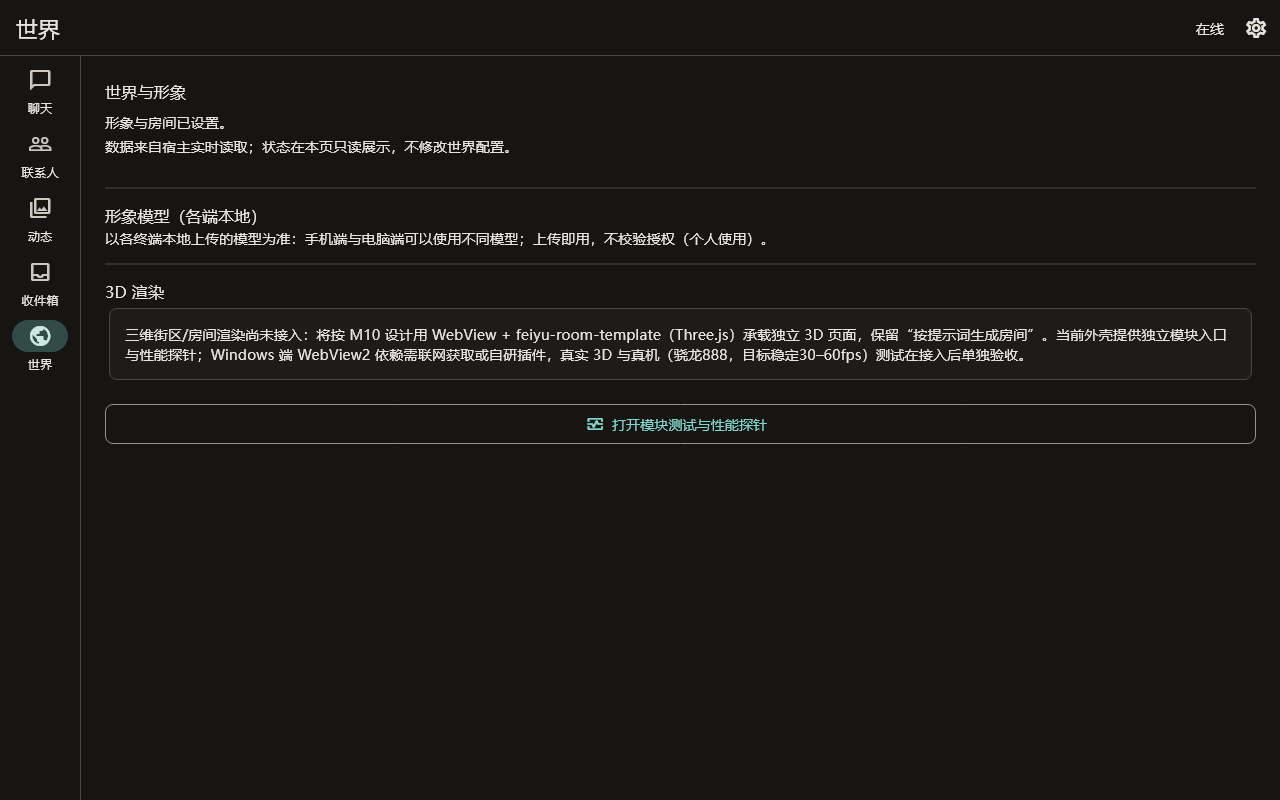 世界
在线
聊天
联系人
动态
收件箱
世界
世界与形象
形象与房间已设置。
数据来自宿主实时读取；状态在本页只读展示，不修改世界配置。
形象模型（各端本地）
以各终端本地上传的模型为准：手机端与电脑端可以使用不同模型；上传即用，不校验授权（个人使用）。
3D 渲染
三维街区/房间渲染尚未接入：将按 M10 设计用 WebView + feiyu-room-template（Three.js）承载独立 3D 页面，保留“按提示词生成房间”。当前外壳提供独立模块入口
与性能探针；Windows 端 WebView2 依赖需联网获取或自研插件，真实 3D 与真机（骁龙888，目标稳定30–60fps）测试在接入后单独验收。
打开模块测试与性能探针